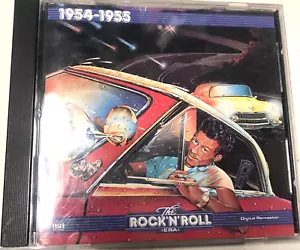 1954-1955
The
ROCK'N'ROLL
•ERA•
Digital Remaster